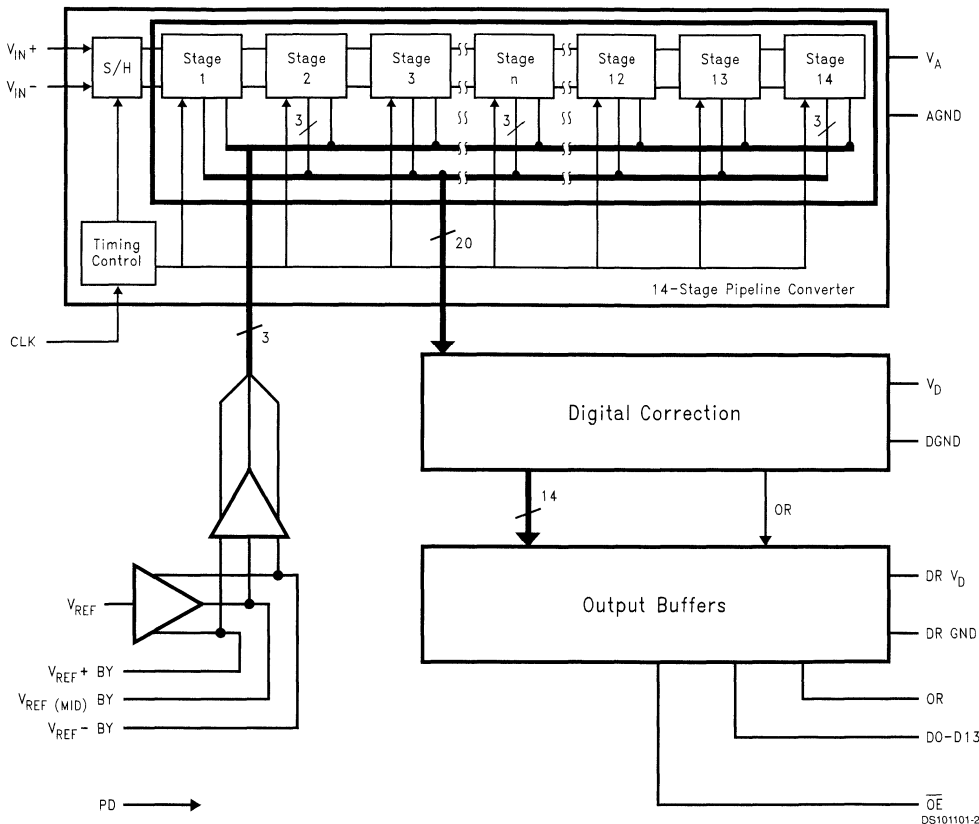 V_IN+
V_IN-
S/H
Stage 1
Stage 2
Stage 3
Stage n
Stage 12
Stage 13
Stage 14
V_A
AGND
3
3
3
Timing
Control
20
14-Stage Pipeline Converter
CLK
3
Digital Correction
V_D
DGND
14
OR
Output Buffers
DR V_D
DR GND
V_REF
V_REF+ BY
V_REF (MID) BY
V_REF- BY
OR
DO-D13
PD
O̅E̅
DS101101-2